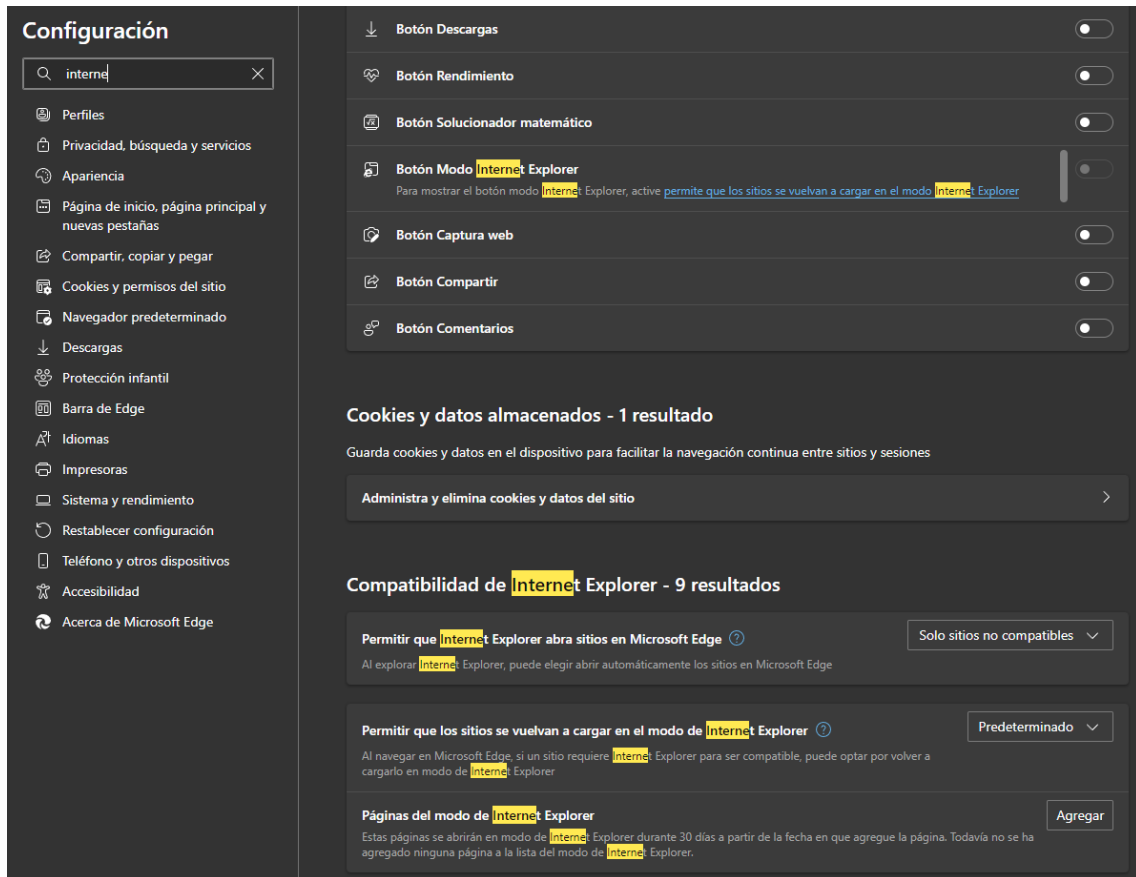 Configuración
interne
Perfiles
Privacidad, búsqueda y servicios
Apariencia
Página de inicio, página principal y
nuevas pestañas
Compartir, copiar y pegar
Cookies y permisos del sitio
Navegador predeterminado
Descargas
Protección infantil
Barra de Edge
Idiomas
Impresoras
Sistema y rendimiento
Restablecer configuración
Teléfono y otros dispositivos
Accesibilidad
Acerca de Microsoft Edge
Botón Descargas
Botón Rendimiento
Botón Solucionador matemático
Botón Modo Internet Explorer
Para mostrar el botón modo Internet Explorer, active permite que los sitios se vuelvan a cargar en el modo Internet Explorer
Botón Captura web
Botón Compartir
Botón Comentarios
Cookies y datos almacenados - 1 resultado
Guarda cookies y datos en el dispositivo para facilitar la navegación continua entre sitios y sesiones
Administra y elimina cookies y datos del sitio
Compatibilidad de Internet Explorer - 9 resultados
Permitir que Internet Explorer abra sitios en Microsoft Edge
Solo sitios no compatibles
Al explorar Internet Explorer, puede elegir abrir automáticamente los sitios en Microsoft Edge
Permitir que los sitios se vuelvan a cargar en el modo de Internet Explorer
Predeterminado
Al navegar en Microsoft Edge, si un sitio requiere Internet Explorer para ser compatible, puede optar por volver a
cargarlo en modo de Internet Explorer
Páginas del modo de Internet Explorer
Agregar
Estas páginas se abrirán en modo de Internet Explorer durante 30 días a partir de la fecha en que agregue la página. Todavía no se ha
agregado ninguna página a la lista del modo de Internet Explorer.